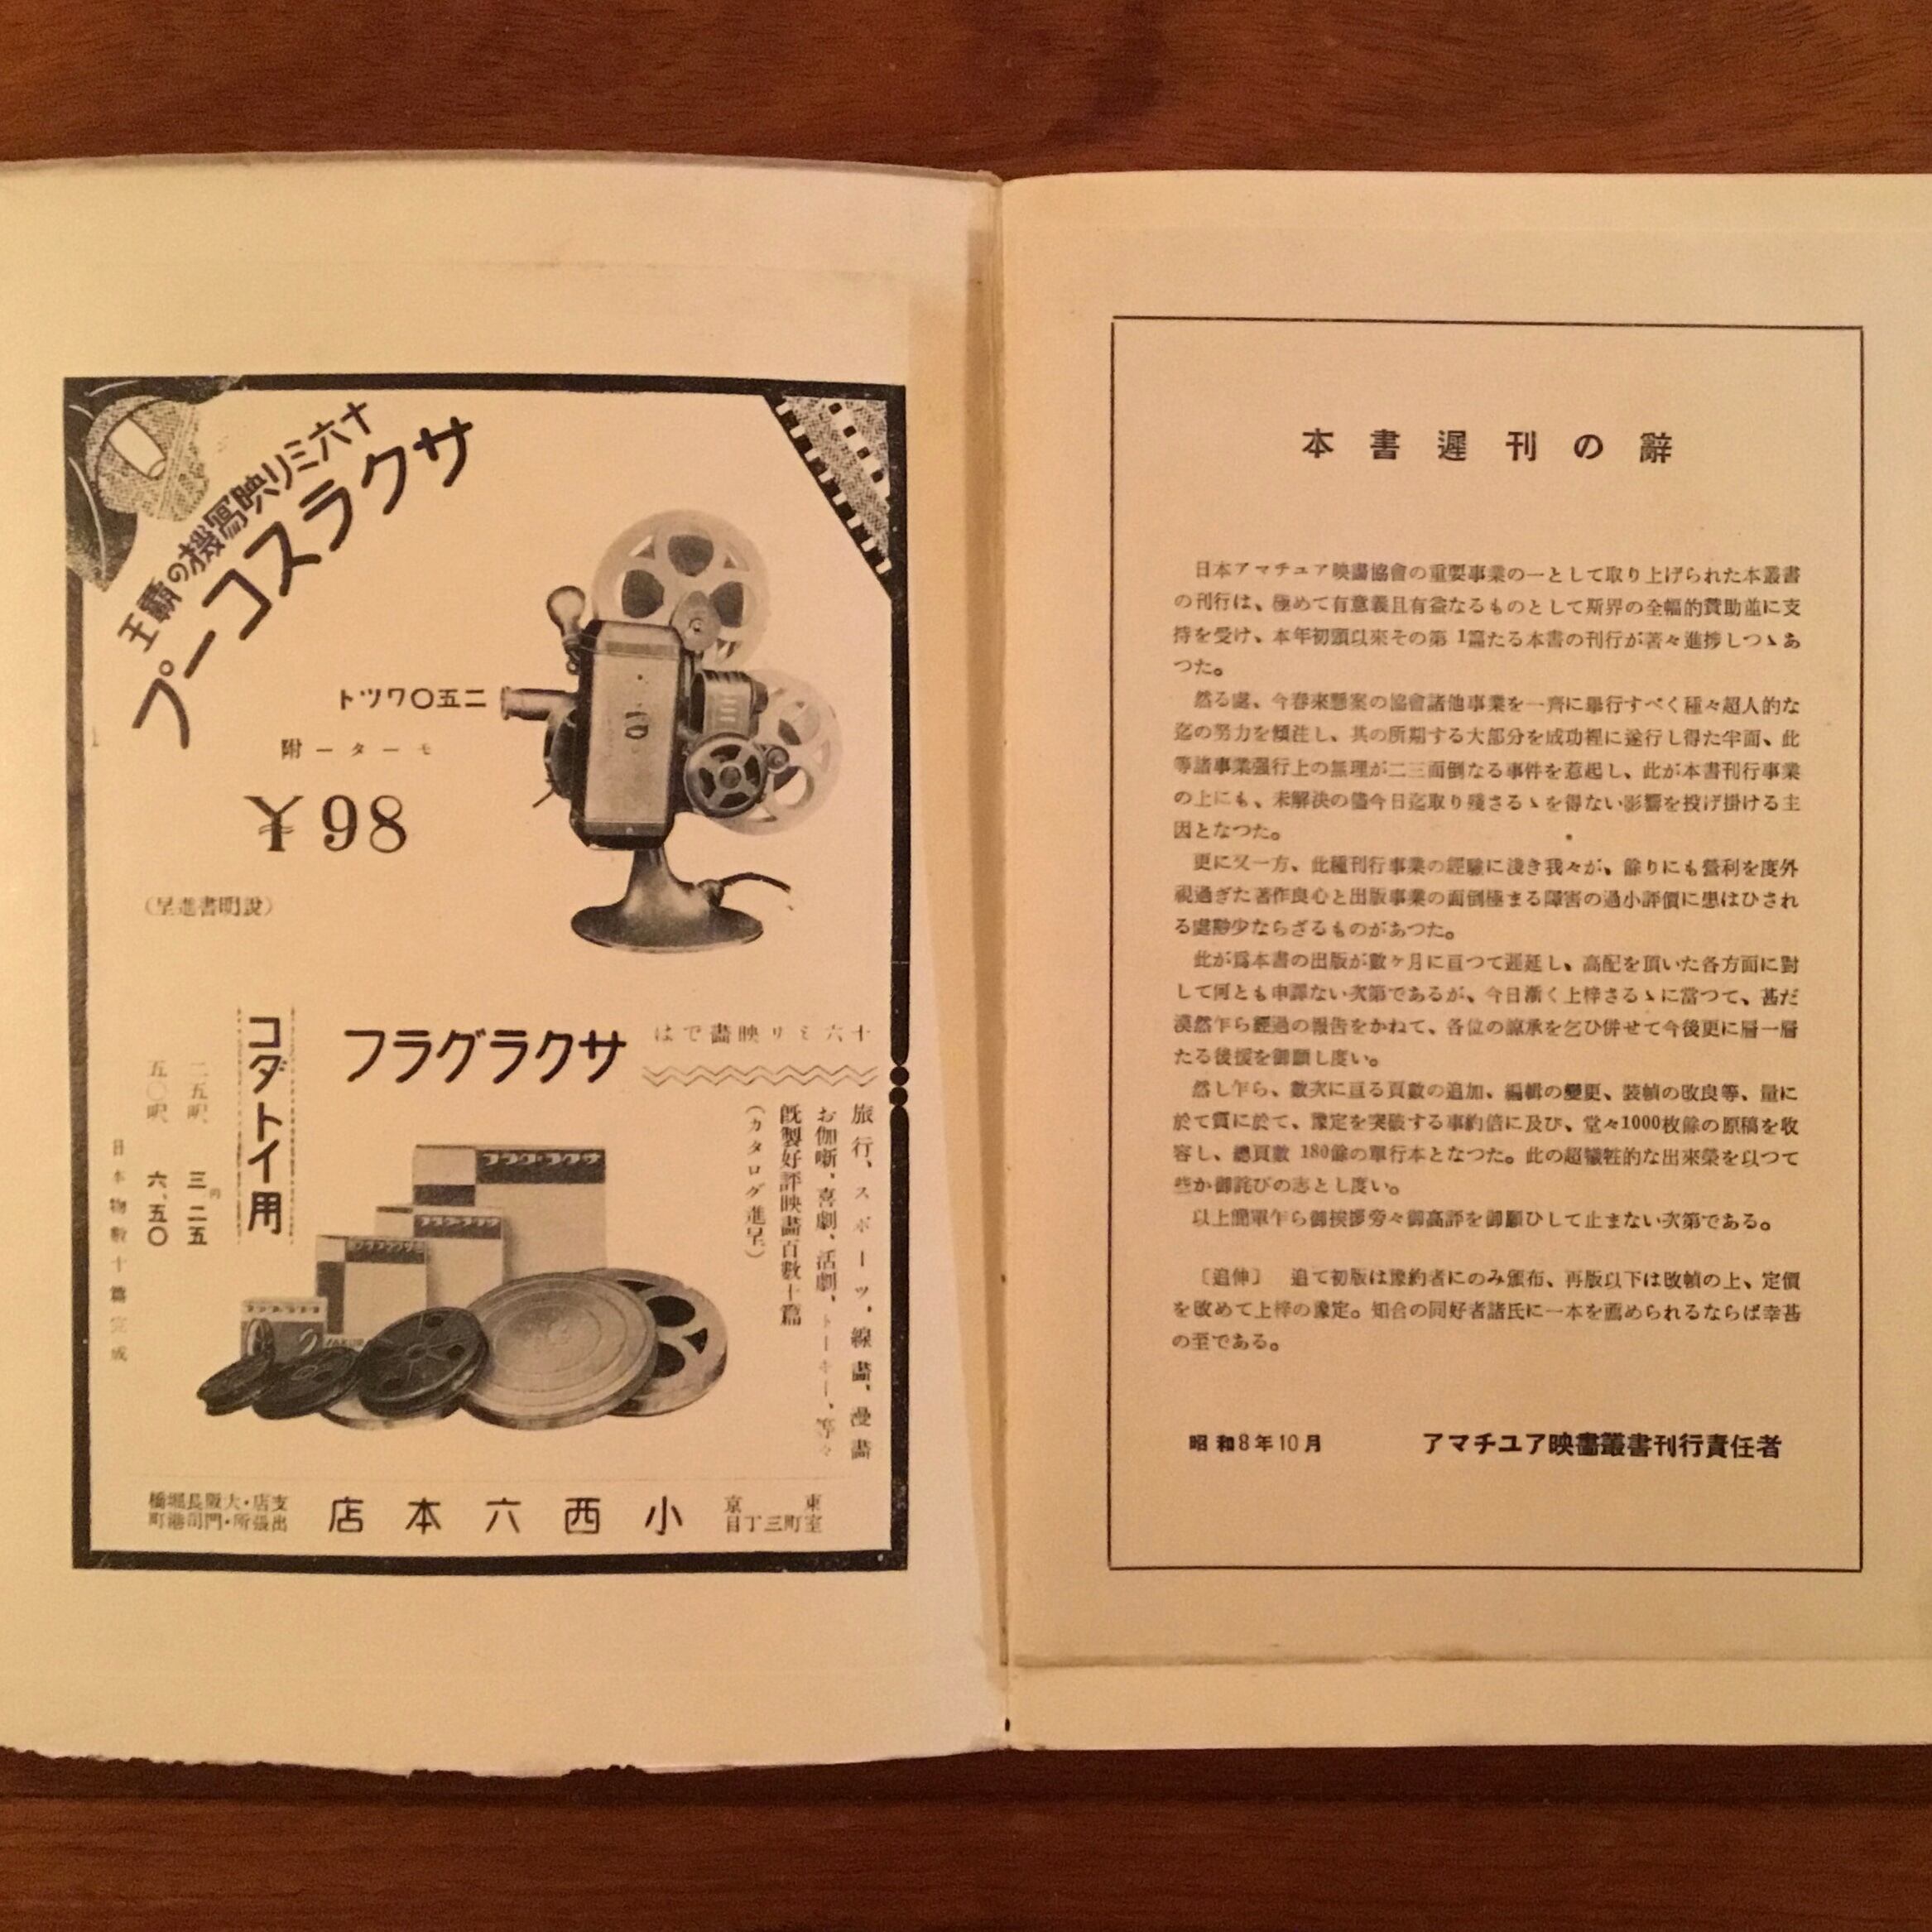 十六ミリ映寫機の覇王
サクラスコープ
二五〇ワツト
モーター附
¥98
(説明書進呈)
十六ミリ映畫では
サクラグラフ
旅行、スポーツ、線畫、漫畫
お伽噺、喜劇、活劇、トーキー、等々
既製好評映畫百數十篇
(カタログ進呈)
コダトイ用
二五呎、三円二五
五〇呎、六、五〇
日本物數十篇完成
サクラグラフ
サクラグラフ
サクラグラフ
サクラグラフ
東京
室町三丁目
小西六本店
支店・大阪長堀橋
出張所・門司港町
本書遲刊の辭
日本アマチユア映畫協會の重要事業の一として取り上げられた本叢書
の刊行は、極めて有意義且有益なるものとして斯界の全幅的賛助並に支
持を受け、本年初頭以來その第1篇たる本書の刊行が著々進捗しつゝあ
つた。
然る處、今春來懸案の協會諸他事業を一齊に擧行すべく種々超人的な
迄の努力を傾注し、其の所期する大部分を成功裡に遂行し得た半面、此
等諸事業强行上の無理が二三面倒なる事件を惹起し、此が本書刊行事業
の上にも、未解決の儘今日迄取り殘さるゝを得ない影響を投げ掛ける主
因となつた。
更に又一方、此種刊行事業の經驗に淺き我々が、餘りにも營利を度外
視過ぎた著作良心と出版事業の面倒極まる障害の過小評價に患はひされ
る處尠少ならざるものがあつた。
此が爲本書の出版が數ヶ月に亘つて遲延し、高配を頂いた各方面に對
して何とも申譯ない次第であるが、今日漸く上梓さるゝに當つて、甚だ
漠然乍ら經過の報告をかねて、各位の諒承を乞ひ併せて今後更に層一層
たる後援を御願し度い。
然し乍ら、數次に亘る頁數の追加、編輯の變更、裝幀の改良等、量に
於て質に於て、豫定を突破する事約倍に及び、堂々1000枚餘の原稿を收
容し、總頁數180餘の單行本となつた。此の超犧牲的な出來榮を以つて
些か御詫びの志とし度い。
以上簡單乍ら御挨拶旁々御高評を御願ひして止まない次第である。
〔追伸〕 追て初版は豫約者にのみ頒布、再版以下は改幀の上、定價
を改めて上梓の豫定。知合の同好者諸氏に一本を薦められるならば幸甚
の至である。
昭和8年10月 アマチユア映畫叢書刊行責任者